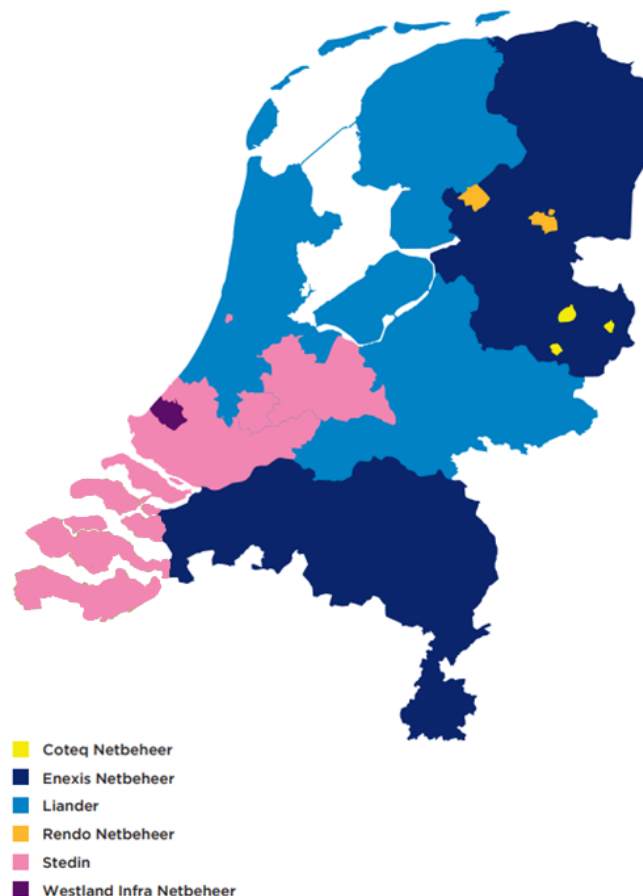 Coteq Netbeheer
Enexis Netbeheer
Liander
Rendo Netbeheer
Stedin
Westland Infra Netbeheer